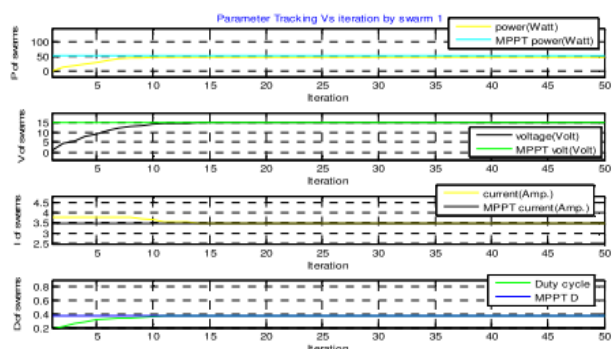 Parameter Tracking Vs iteration by swarm 1
P of swarms
100
50
0
power(Watt)
MPPT power(Watt)
5 10 15 20 25 30 35 40 45 50
Iteration
V of swarms
15
10
5
0
voltage(Volt)
MPPT volt(Volt)
5 10 15 20 25 30 35 40 45 50
Iteration
I of swarms
4.5
4
3.5
3
2.5
current(Amp.)
MPPT current(Amp.)
5 10 15 20 25 30 35 40 45 50
Iteration
D of swarms
0.8
0.6
0.4
0.2
Duty cycle
MPPT D
5 10 15 20 25 30 35 40 45 50
Iteration